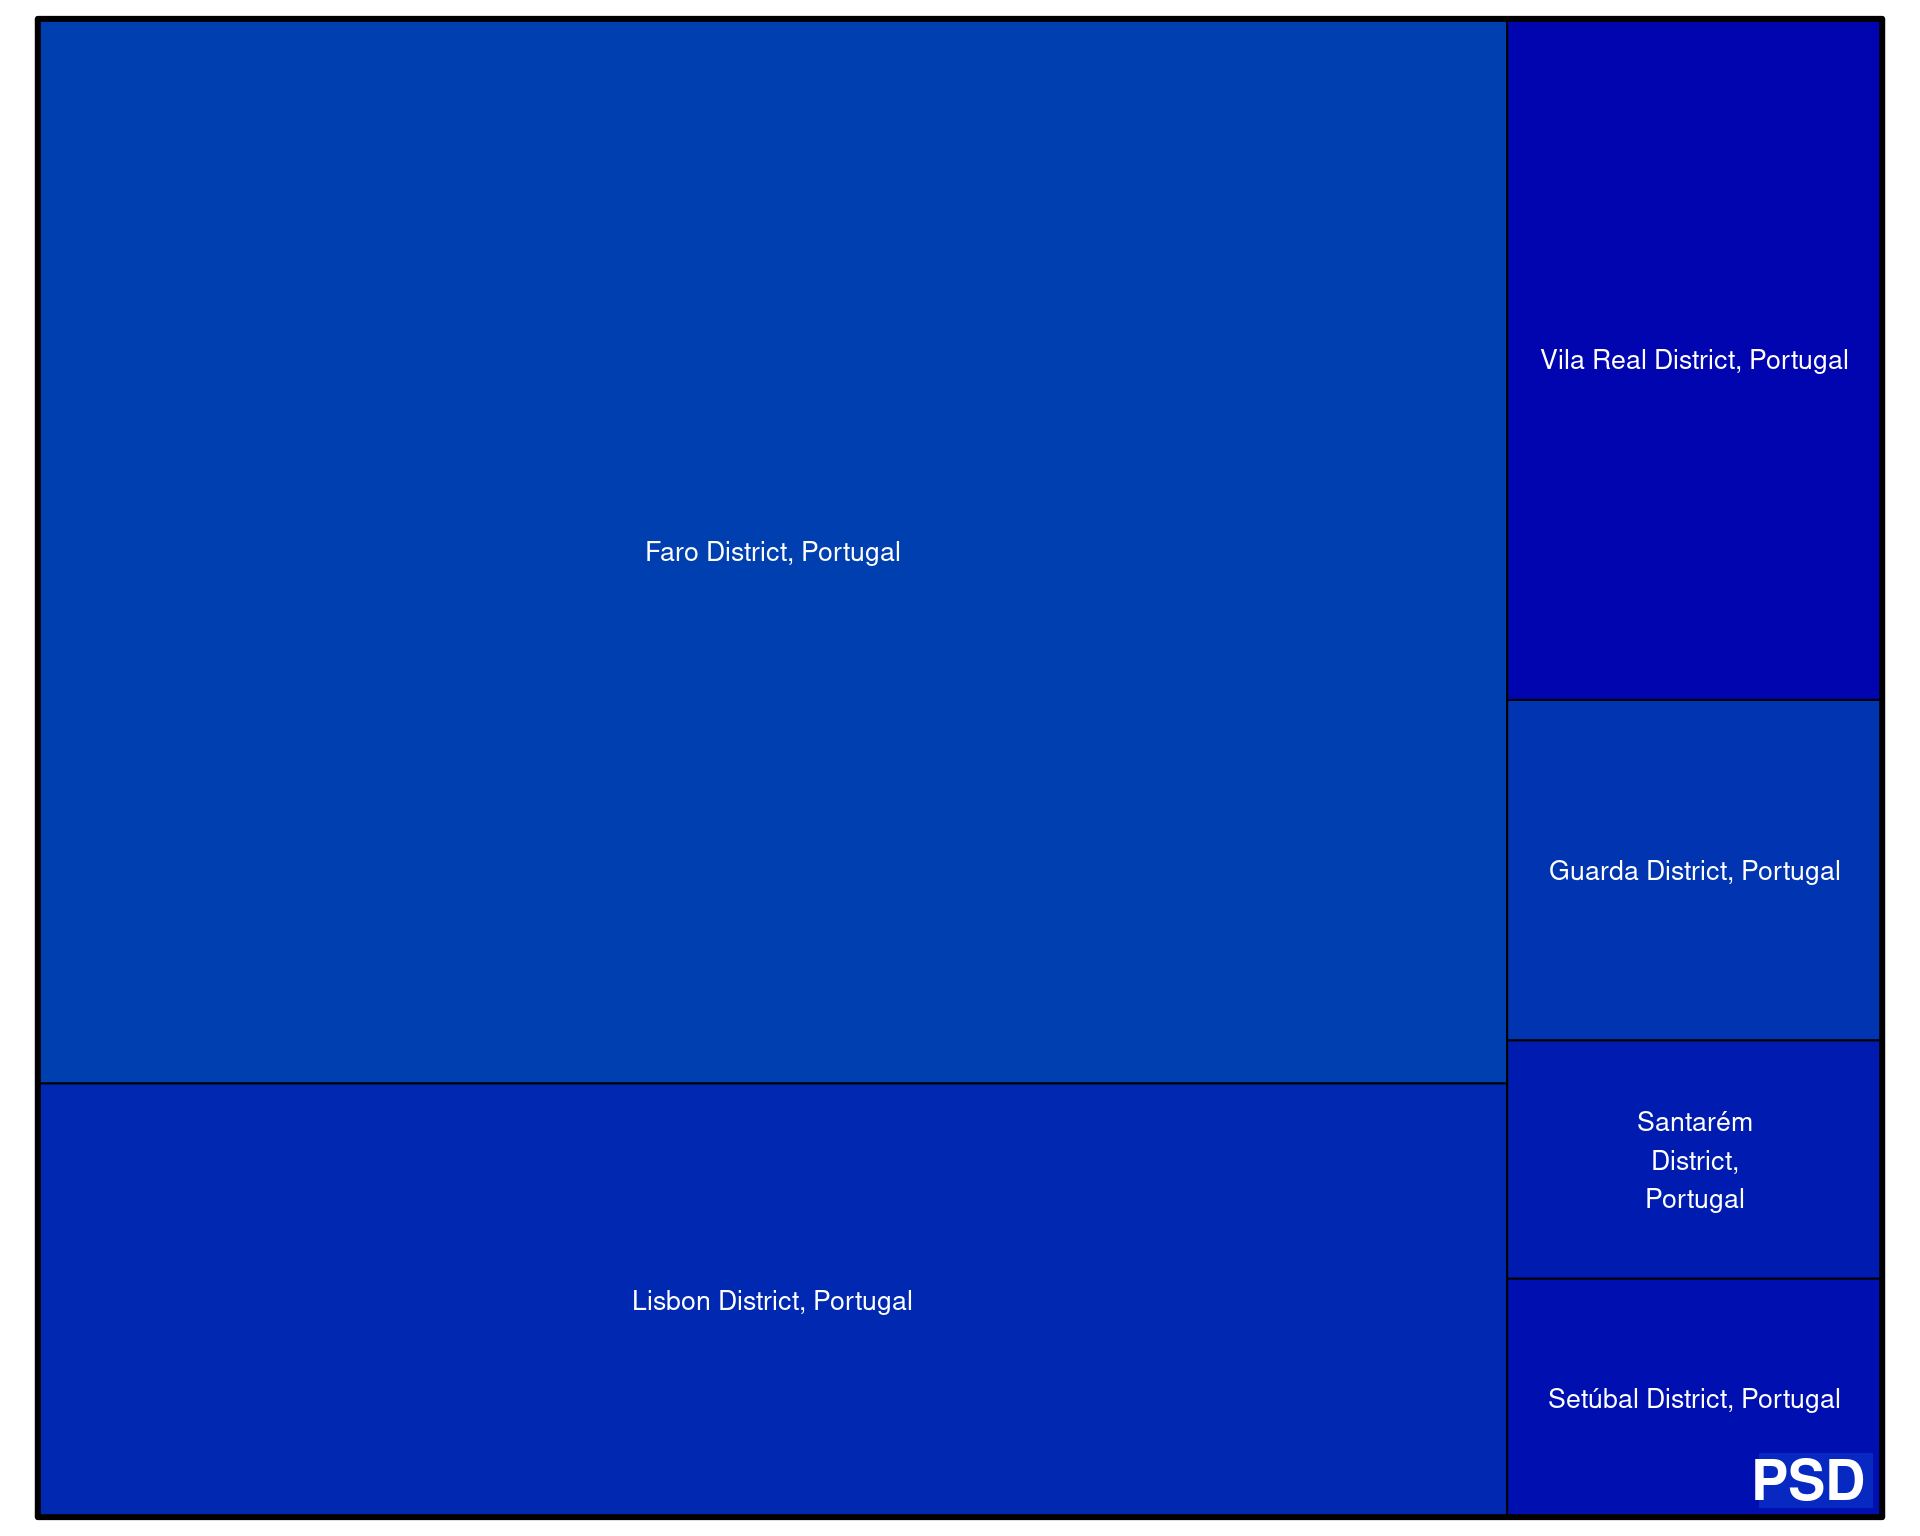 Faro District, Portugal
Lisbon District, Portugal
Vila Real District, Portugal
Guarda District, Portugal
Santarém
District,
Portugal
Setúbal District, Portugal
PSD